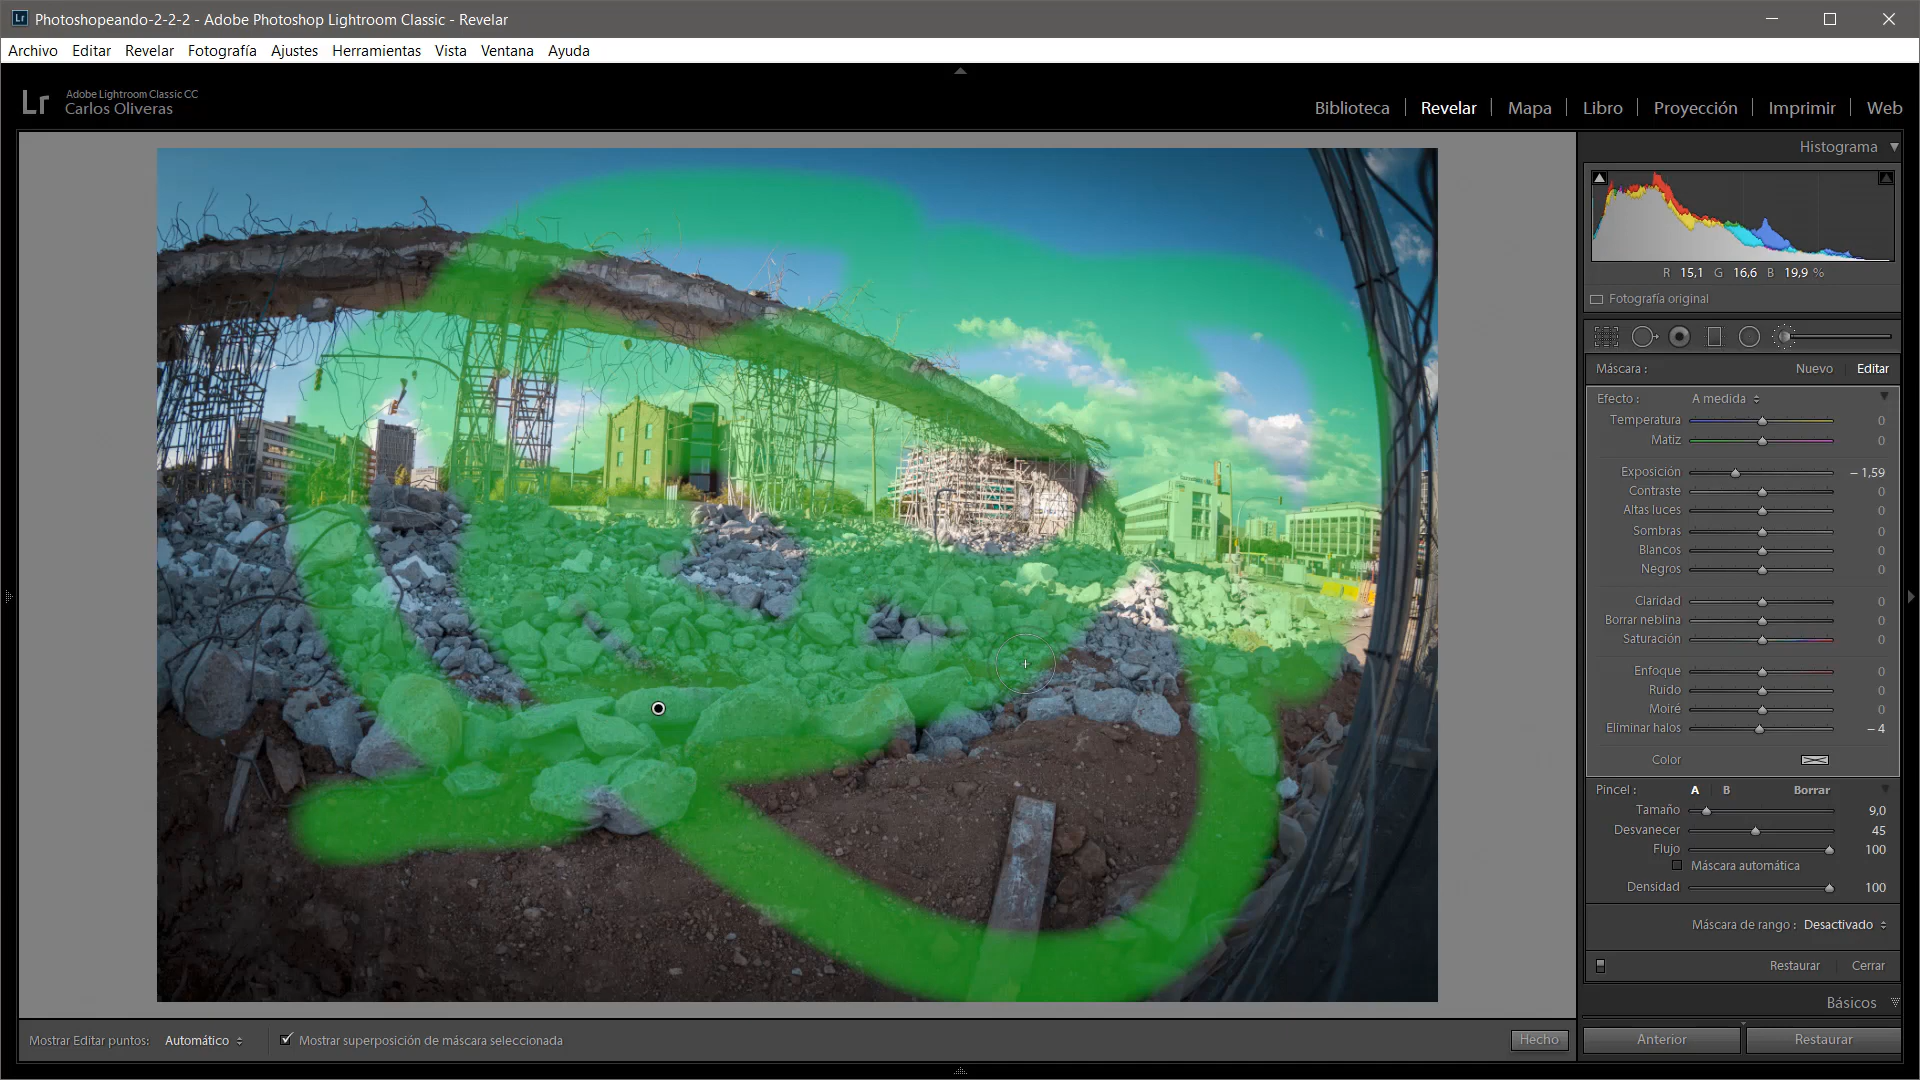 Lr Photoshopeando-2-2-2 - Adobe Photoshop Lightroom Classic - Revelar
Archivo Editar Revelar Fotografía Ajustes Herramientas Vista Ventana Ayuda
Lr Adobe Lightroom Classic CC
Carlos Oliveras
Biblioteca | Revelar | Mapa | Libro | Proyección | Imprimir | Web
Histograma
R 15,1 G 16,6 B 19,9 %
Fotografía original
Máscara : Nuevo Editar
Efecto : A medida
Temperatura 0
Matiz 0
Exposición – 1,59
Contraste 0
Altas luces 0
Sombras 0
Blancos 0
Negros 0
Claridad 0
Borrar neblina 0
Saturación 0
Enfoque 0
Ruido 0
Moiré 0
Eliminar halos – 4
Color
Pincel : A B Borrar
Tamaño 9,0
Desvanecer 45
Flujo 100
Máscara automática
Densidad 100
Máscara de rango : Desactivado
Restaurar Cerrar
Básicos
Mostrar Editar puntos: Automático Mostrar superposición de máscara seleccionada Hecho
Anterior Restaurar